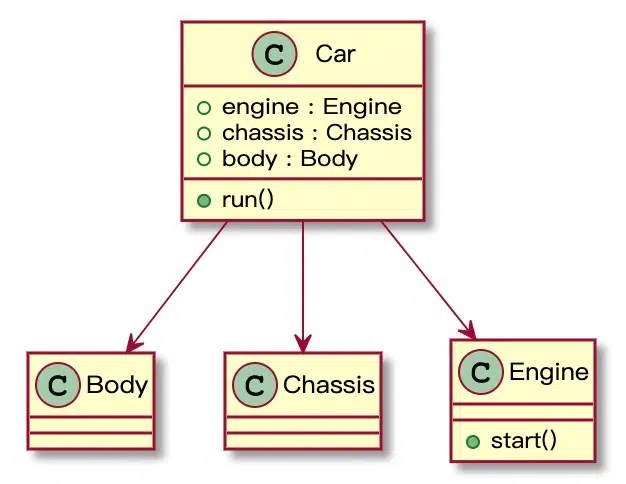 C Car
engine : Engine
chassis : Chassis
body : Body
run()
C Body
C Chassis
C Engine
start()